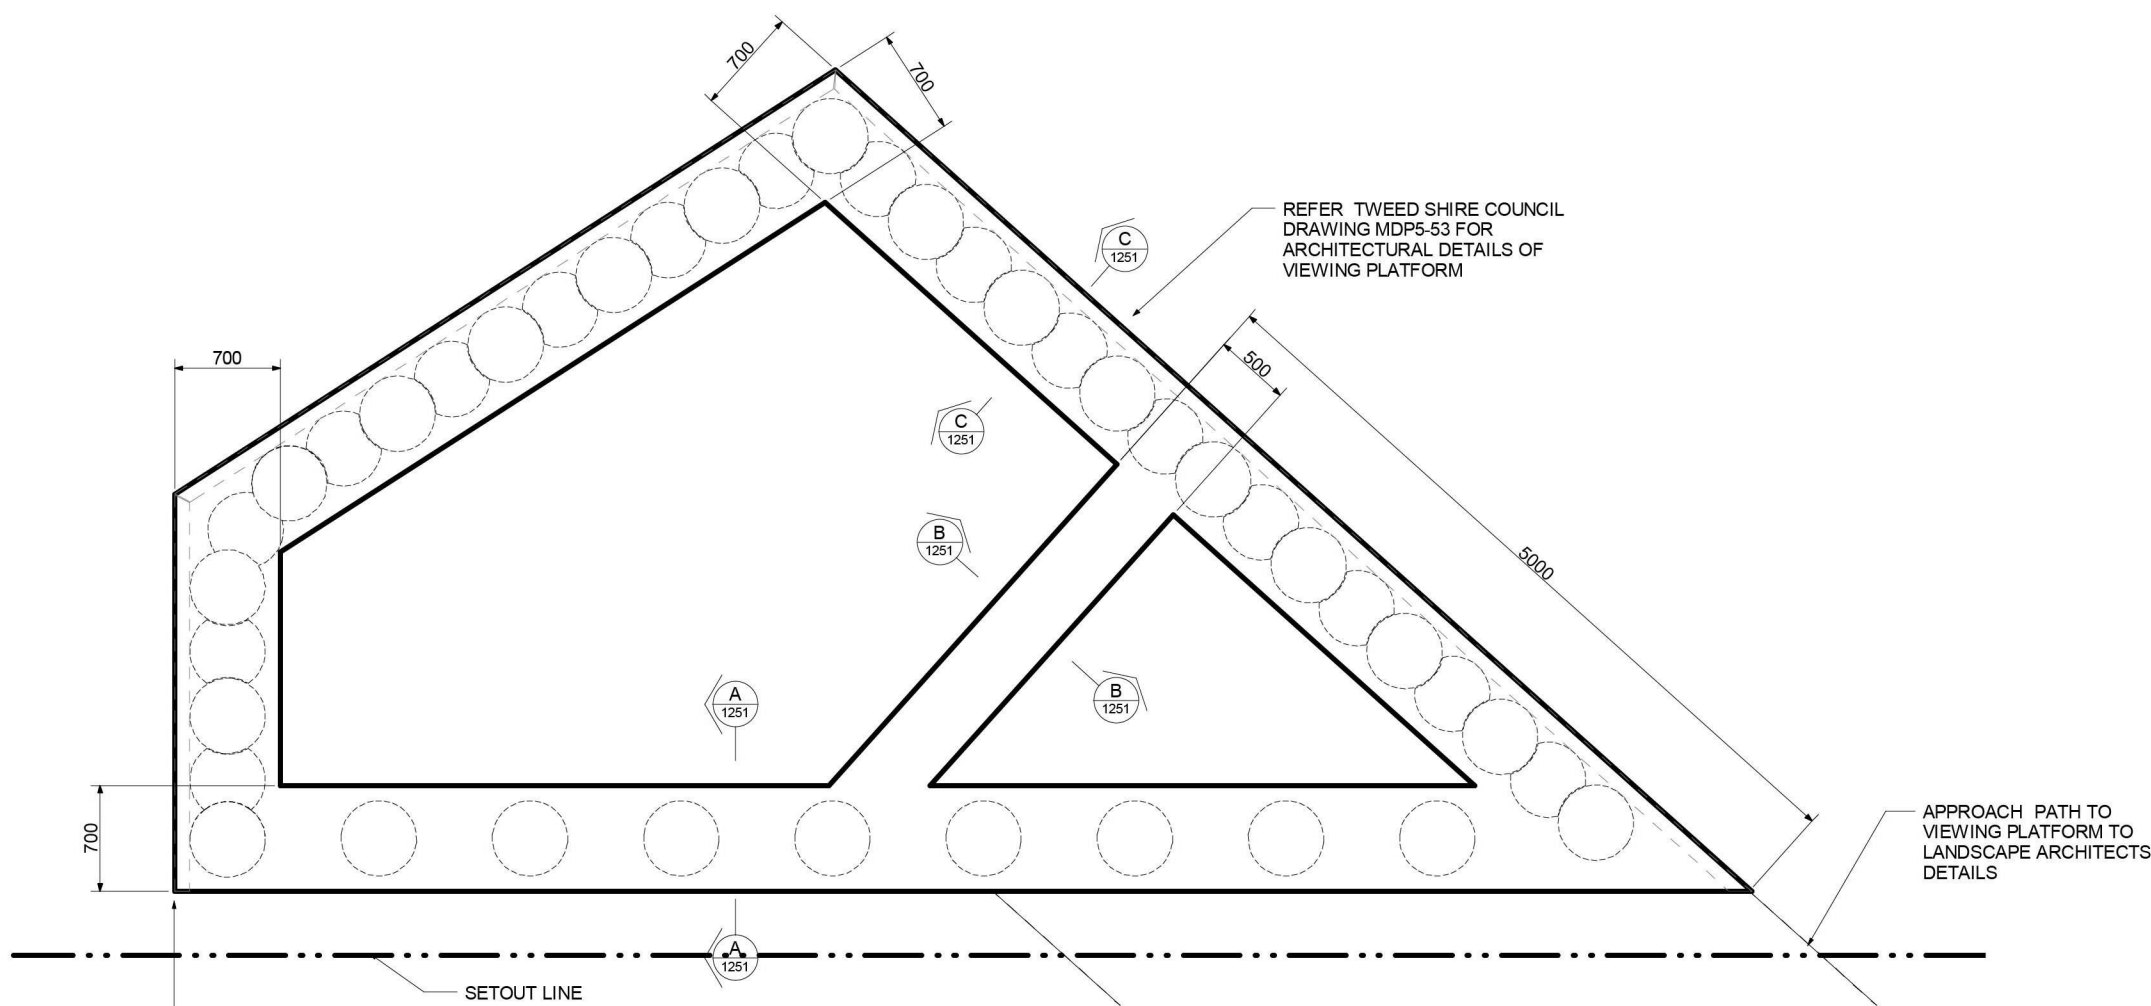 700
700
REFER TWEED SHIRE COUNCIL
DRAWING MDP5-53 FOR
ARCHITECTURAL DETAILS OF
VIEWING PLATFORM
C
1251
700
500
C
1251
B
1251
5000
A
1251
B
1251
700
APPROACH PATH TO
VIEWING PLATFORM TO
LANDSCAPE ARCHITECTS
DETAILS
A
1251
SETOUT LINE